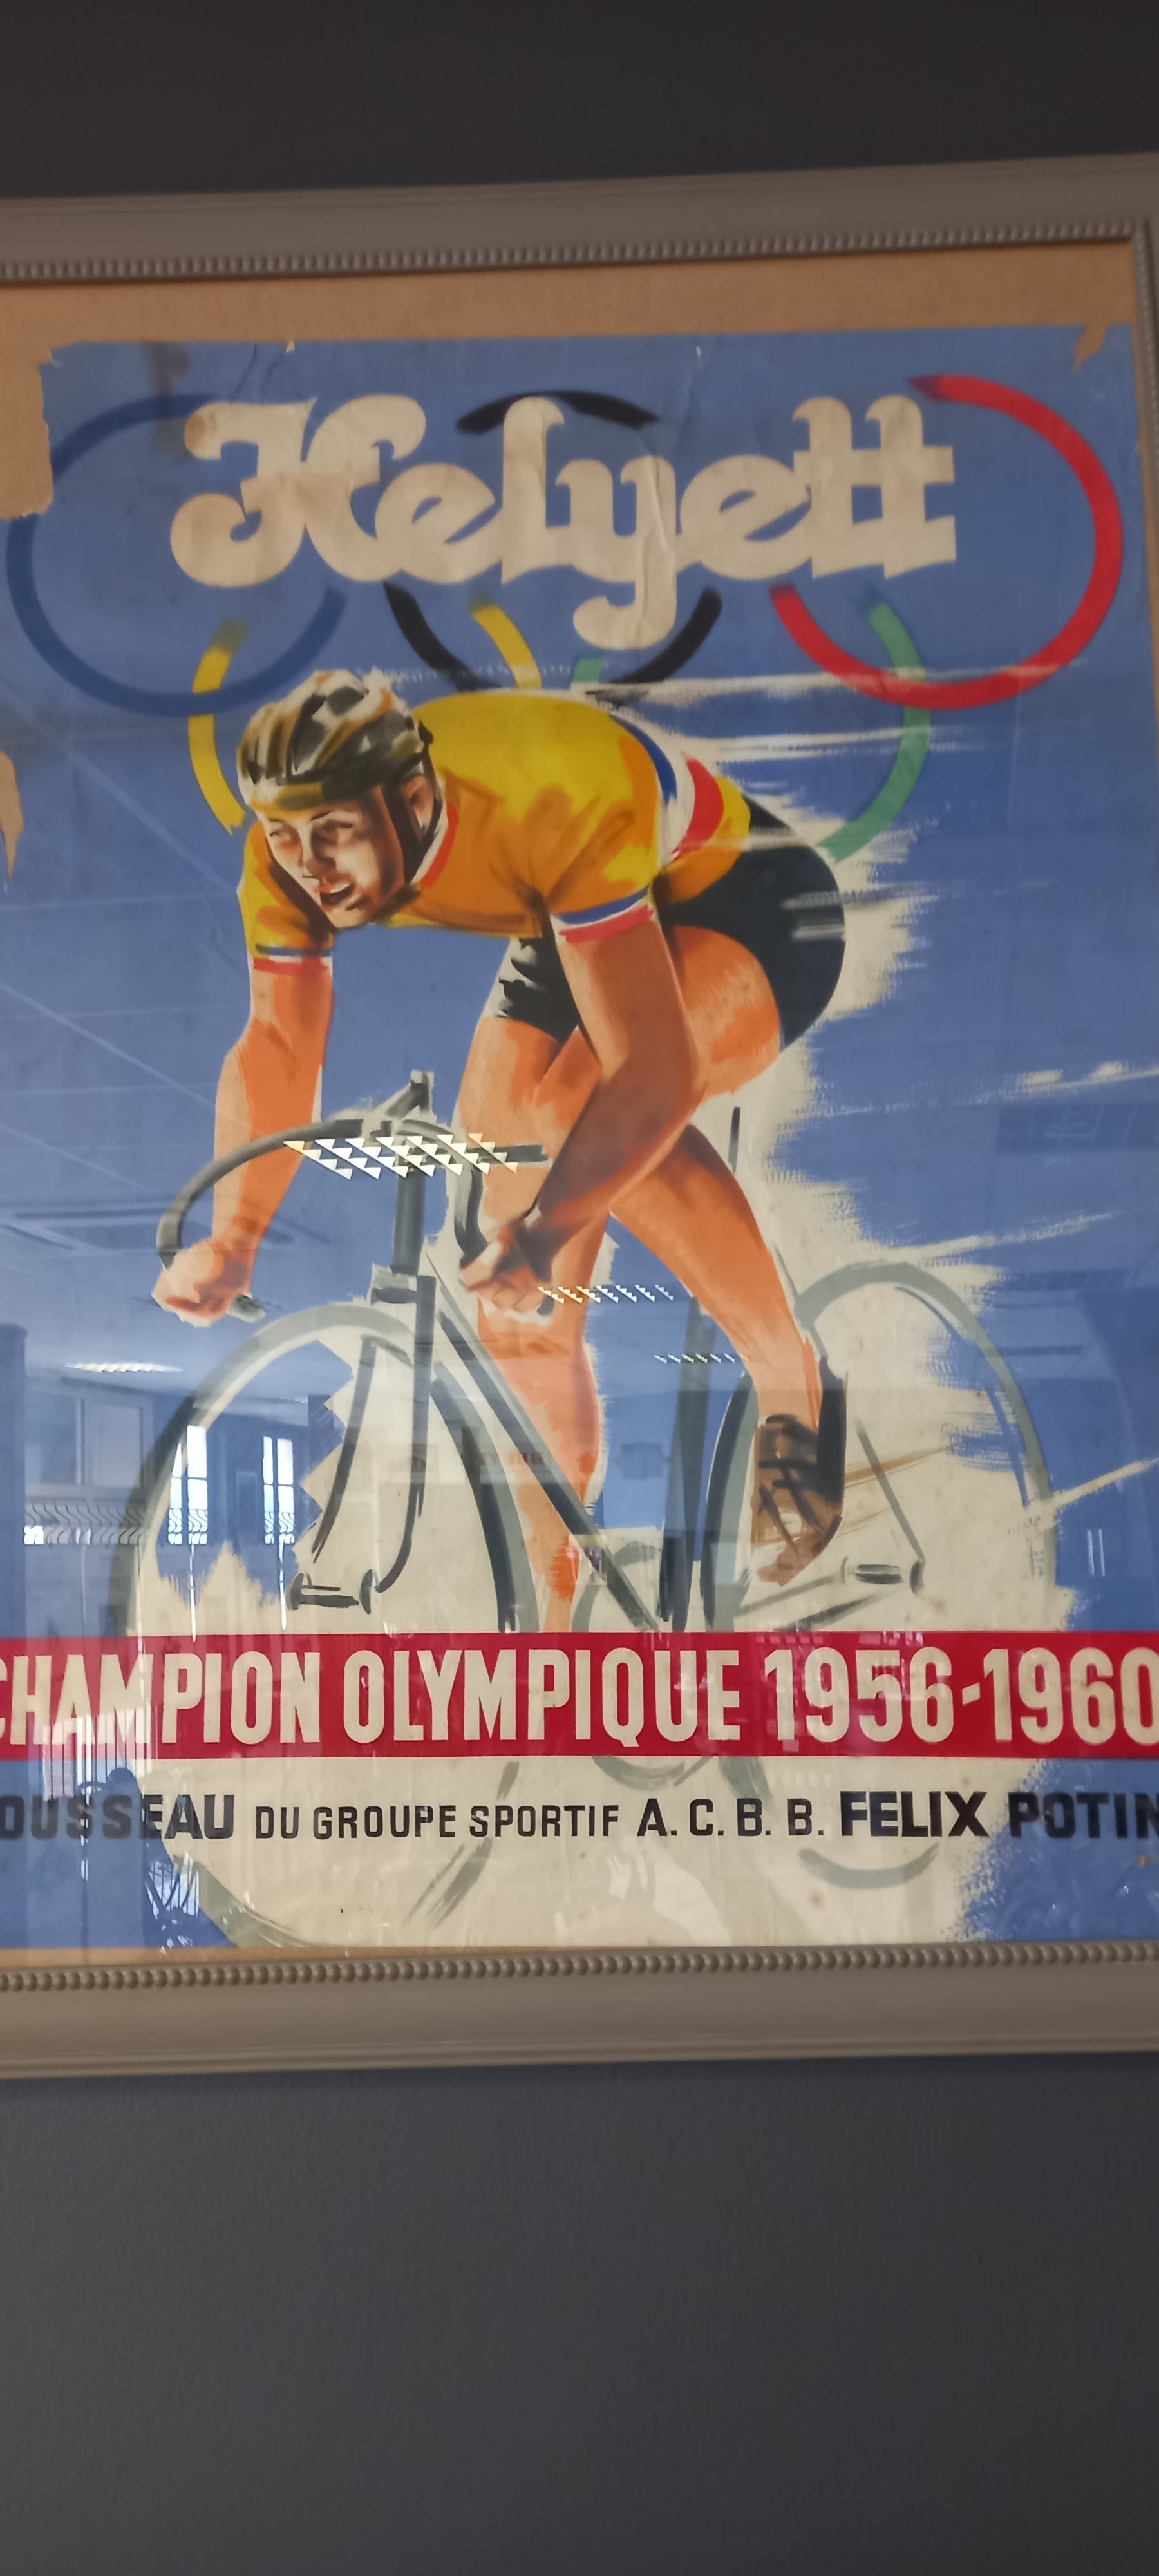 Helyett
CHAMPION OLYMPIQUE 1956-1960
OUSSEAU DU GROUPE SPORTIF A. C. B. B. FELIX POTIN